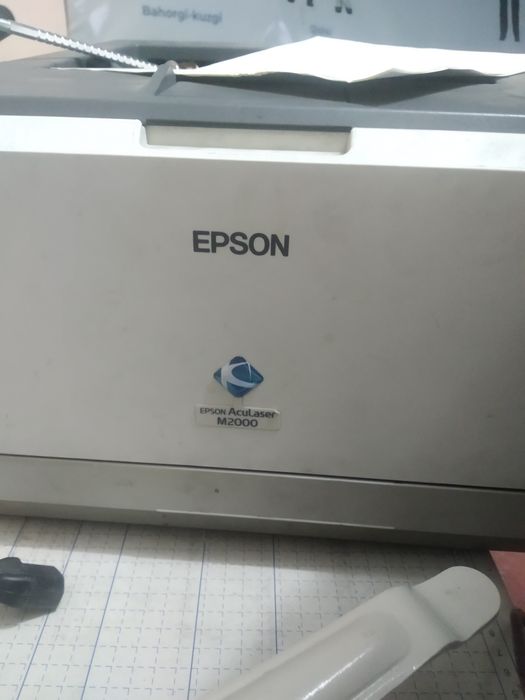 Bahorgi-kuzgi
EPSON
EPSON AcuLaser
M2000